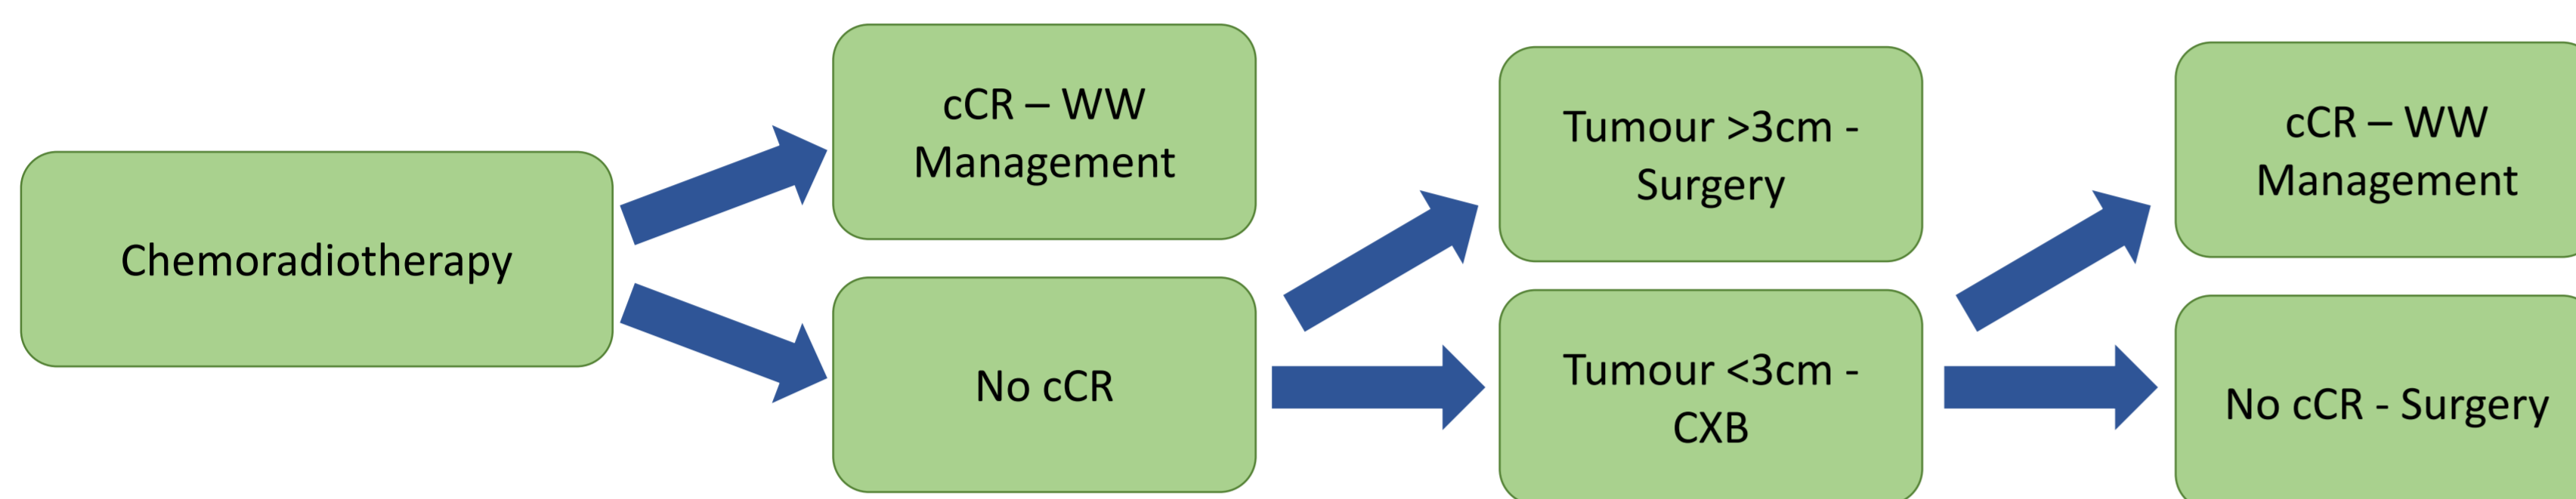 Chemoradiotherapy
cCR – WW
Management
No cCR
Tumour >3cm -
Surgery
Tumour <3cm -
CXB
cCR – WW
Management
No cCR - Surgery